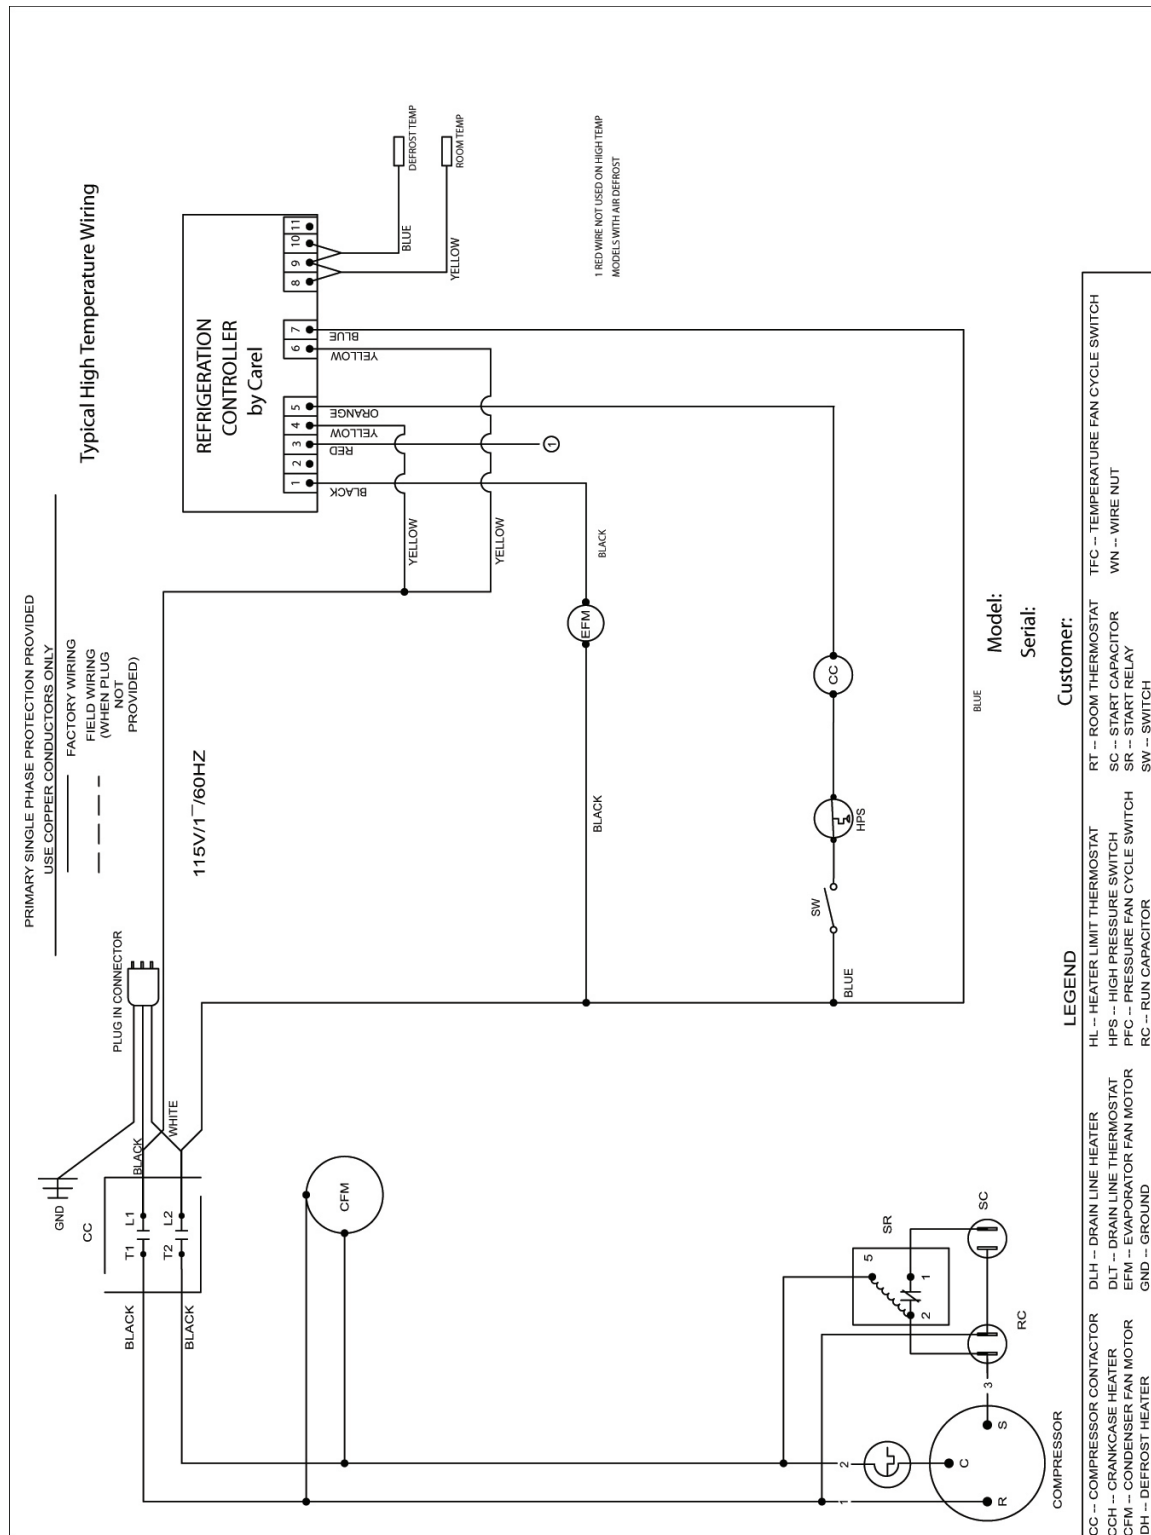 Typical High Temperature Wiring
PRIMARY SINGLE PHASE PROTECTION PROVIDED
USE COPPER CONDUCTORS ONLY
FACTORY WIRING
FIELD WIRING
(WHEN PLUG
NOT
PROVIDED)
115V/1¯/60HZ
PLUG IN CONNECTOR
GND
BLACK
WHITE
CC
L1
T1
L2
T2
BLACK
BLACK
CFM
REFRIGERATION
CONTROLLER
by Carel
1
2
3
4
5
6
7
8
9
10
11
BLACK
RED
YELLOW
ORANGE
YELLOW
BLUE
YELLOW
BLUE
DEFROST TEMP
ROOM TEMP
1 RED WIRE NOT USED ON HIGH TEMP
MODELS WITH AIR DEFROST
1
YELLOW
YELLOW
BLACK
EFM
BLACK
CC
HPS
SW
BLUE
BLUE
Model:
Serial:
Customer:
SR
5
1
2
SC
RC
3
2
1
S
C
R
COMPRESSOR
LEGEND
CC -- COMPRESSOR CONTACTOR
CCH -- CRANKCASE HEATER
CFM -- CONDENSER FAN MOTOR
DH -- DEFROST HEATER
DLH -- DRAIN LINE HEATER
DLT -- DRAIN LINE THERMOSTAT
EFM -- EVAPORATOR FAN MOTOR
GND -- GROUND
HL -- HEATER LIMIT THERMOSTAT
HPS -- HIGH PRESSURE SWITCH
PFC -- PRESSURE FAN CYCLE SWITCH
RC -- RUN CAPACITOR
RT -- ROOM THERMOSTAT
SC -- START CAPACITOR
SR -- START RELAY
SW -- SWITCH
TFC -- TEMPERATURE FAN CYCLE SWITCH
WN -- WIRE NUT